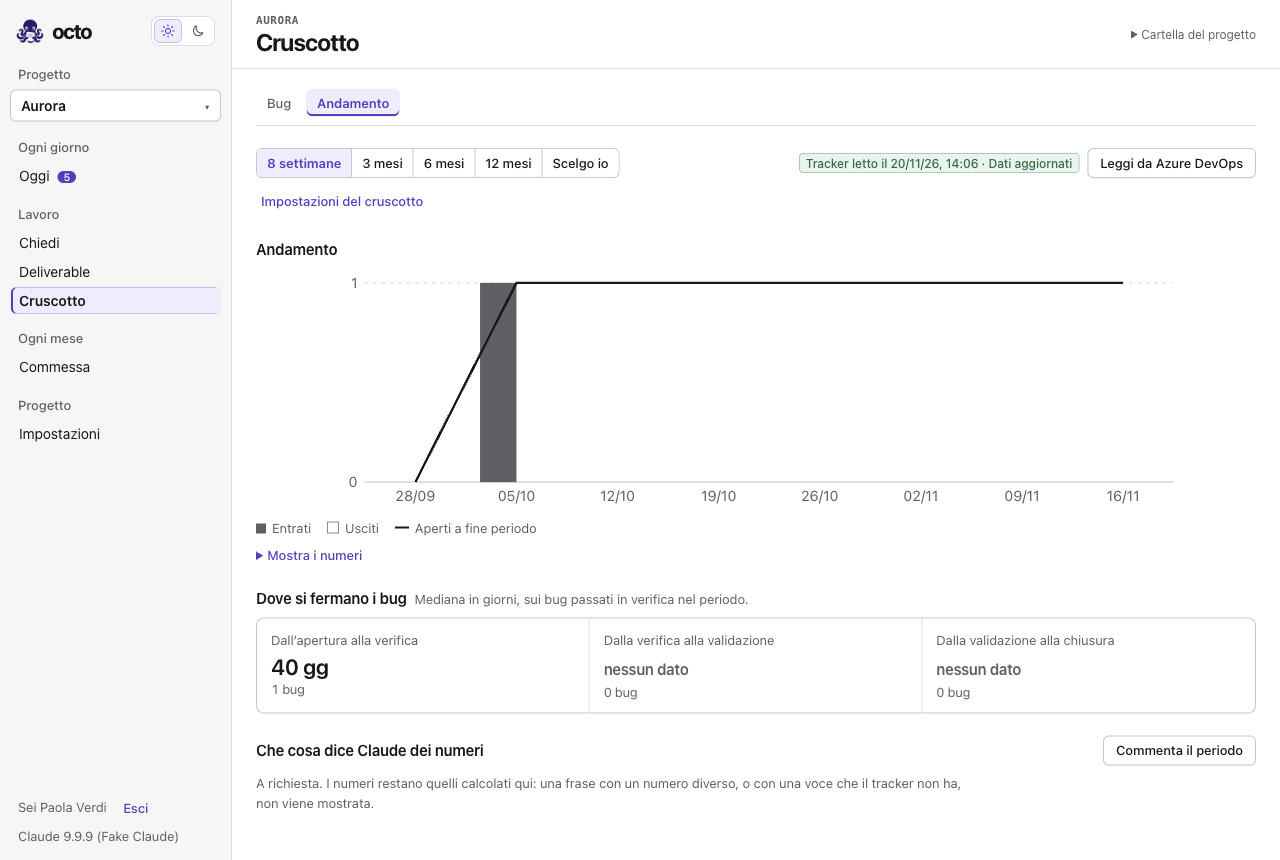 octo
Progetto
Aurora
Ogni giorno
Oggi 5
Lavoro
Chiedi
Deliverable
Cruscotto
Ogni mese
Commessa
Progetto
Impostazioni
Sei Paola Verdi Esci
Claude 9.9.9 (Fake Claude)
AURORA
Cruscotto
Cartella del progetto
Bug Andamento
8 settimane 3 mesi 6 mesi 12 mesi Scelgo io
Tracker letto il 20/11/26, 14:06 · Dati aggiornati
Leggi da Azure DevOps
Impostazioni del cruscotto
Andamento
1
0
28/09 05/10 12/10 19/10 26/10 02/11 09/11 16/11
Entrati Usciti Aperti a fine periodo
Mostra i numeri
Dove si fermano i bug Mediana in giorni, sui bug passati in verifica nel periodo.
Dall'apertura alla verifica
40 gg
1 bug
Dalla verifica alla validazione
nessun dato
0 bug
Dalla validazione alla chiusura
nessun dato
0 bug
Che cosa dice Claude dei numeri
Commenta il periodo
A richiesta. I numeri restano quelli calcolati qui: una frase con un numero diverso, o con una voce che il tracker non ha,
non viene mostrata.